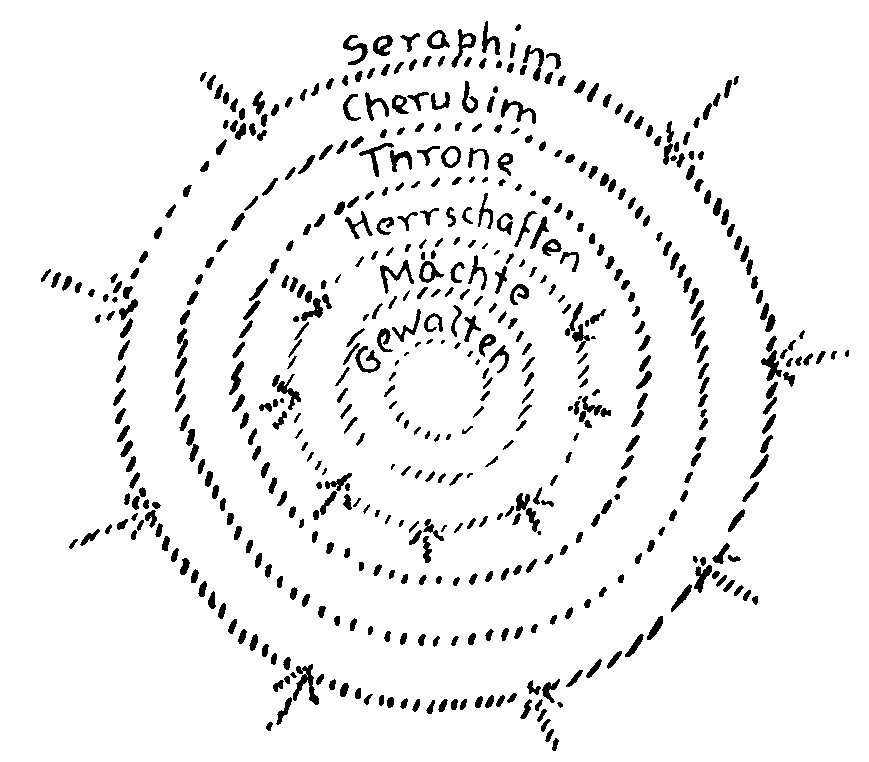 Seraphim
Cherubim
Throne
Herrschaften
Mächte
Gewalten